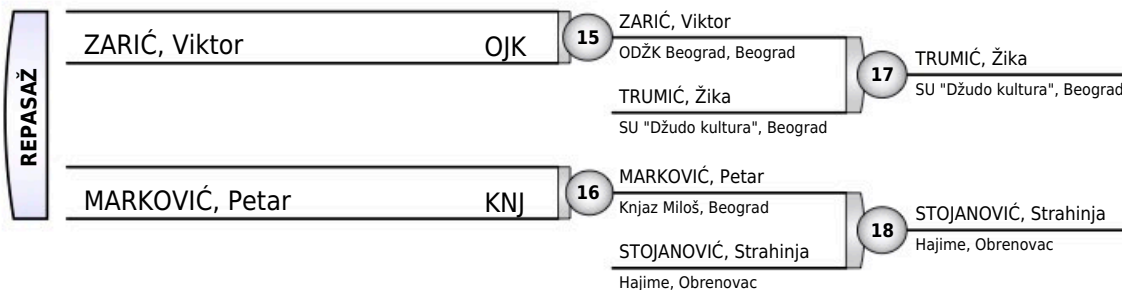 REPASAŽ
ZARIĆ, Viktor OJK
15
ZARIĆ, Viktor
ODŽK Beograd, Beograd
TRUMIĆ, Žika
SU "Džudo kultura", Beograd
17
TRUMIĆ, Žika
SU "Džudo kultura", Beograd
MARKOVIĆ, Petar KNJ
16
MARKOVIĆ, Petar
Knjaz Miloš, Beograd
STOJANOVIĆ, Strahinja
Hajime, Obrenovac
18
STOJANOVIĆ, Strahinja
Hajime, Obrenovac